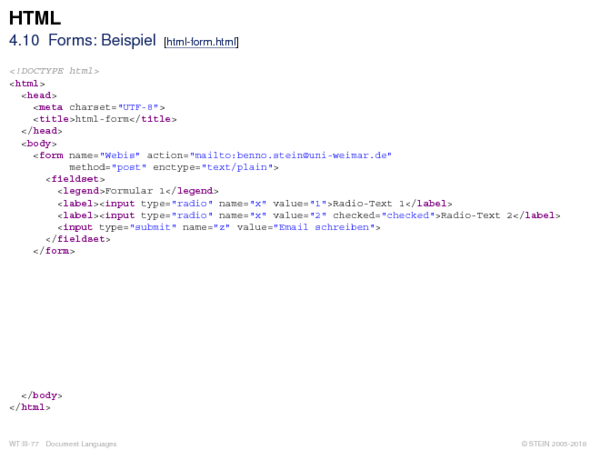 HTML
4.10 Forms: Beispiel [html-form.html]
<!DOCTYPE html>
<html>
<head>
<meta charset="UTF-8">
<title>html-form</title>
</head>
<body>
<form name="Webis" action="mailto:benno.stein@uni-weimar.de"
method="post" enctype="text/plain">
<fieldset>
<legend>Formular 1</legend>
<label><input type="radio" name="x" value="1">Radio-Text 1</label>
<label><input type="radio" name="x" value="2" checked="checked">Radio-Text 2</label>
<input type="submit" name="z" value="Email schreiben">
</fieldset>
</form>
</body>
</html>
WT:III-77 Document Languages © STEIN 2005-2018